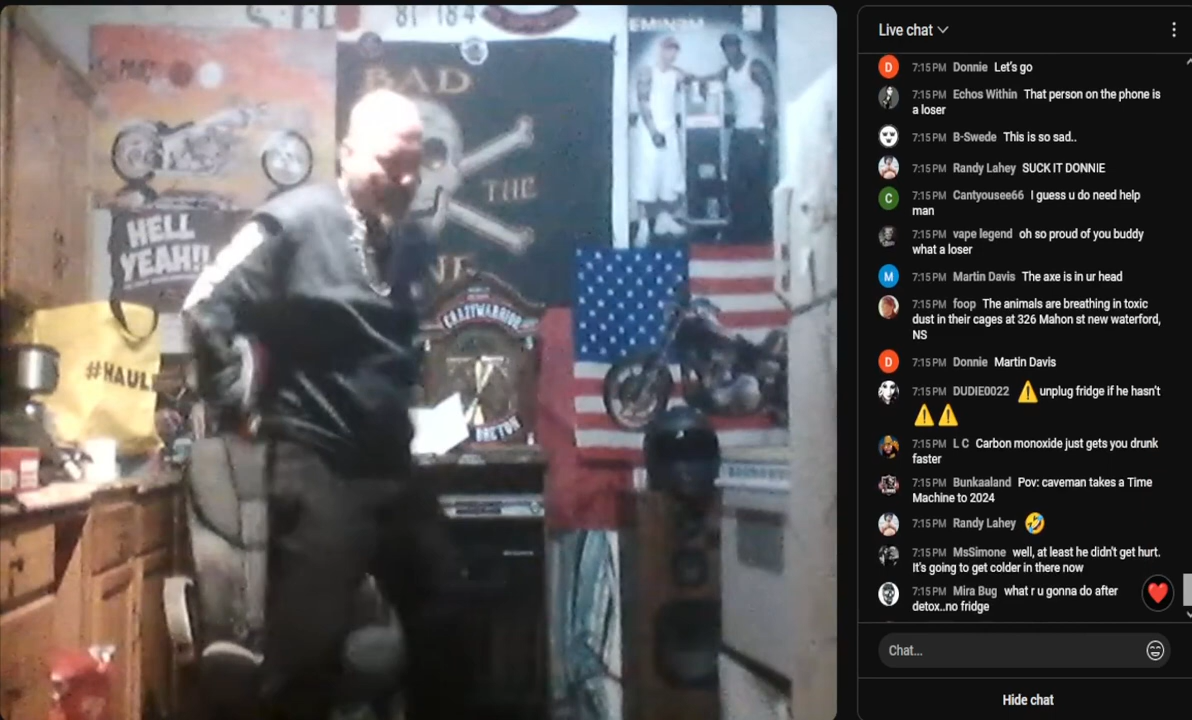 81 184
EMINEM
BAD
THE
HELL
YEAH!!
CRAZYWARRIOR
#HAUL
Live chat
7:15 PM Donnie Let's go
7:15 PM Echos Within That person on the phone is
a loser
7:15 PM B-Swede This is so sad..
7:15 PM Randy Lahey SUCK IT DONNIE
7:15 PM Cantyousee66 I guess u do need help
man
7:15 PM vape legend oh so proud of you buddy
what a loser
7:15 PM Martin Davis The axe is in ur head
7:15 PM foop The animals are breathing in toxic
dust in their cages at 326 Mahon st new waterford,
NS
7:15 PM Donnie Martin Davis
7:15 PM DUDIE0022 ⚠️unplug fridge if he hasn't
⚠️⚠️
7:15 PM L C Carbon monoxide just gets you drunk
faster
7:15 PM Bunkaaland Pov: caveman takes a Time
Machine to 2024
7:15 PM Randy Lahey 🤣
7:15 PM MsSimone well, at least he didn't get hurt.
It's going to get colder in there now
7:15 PM Mira Bug what r u gonna do after
detox..no fridge
Chat...
Hide chat